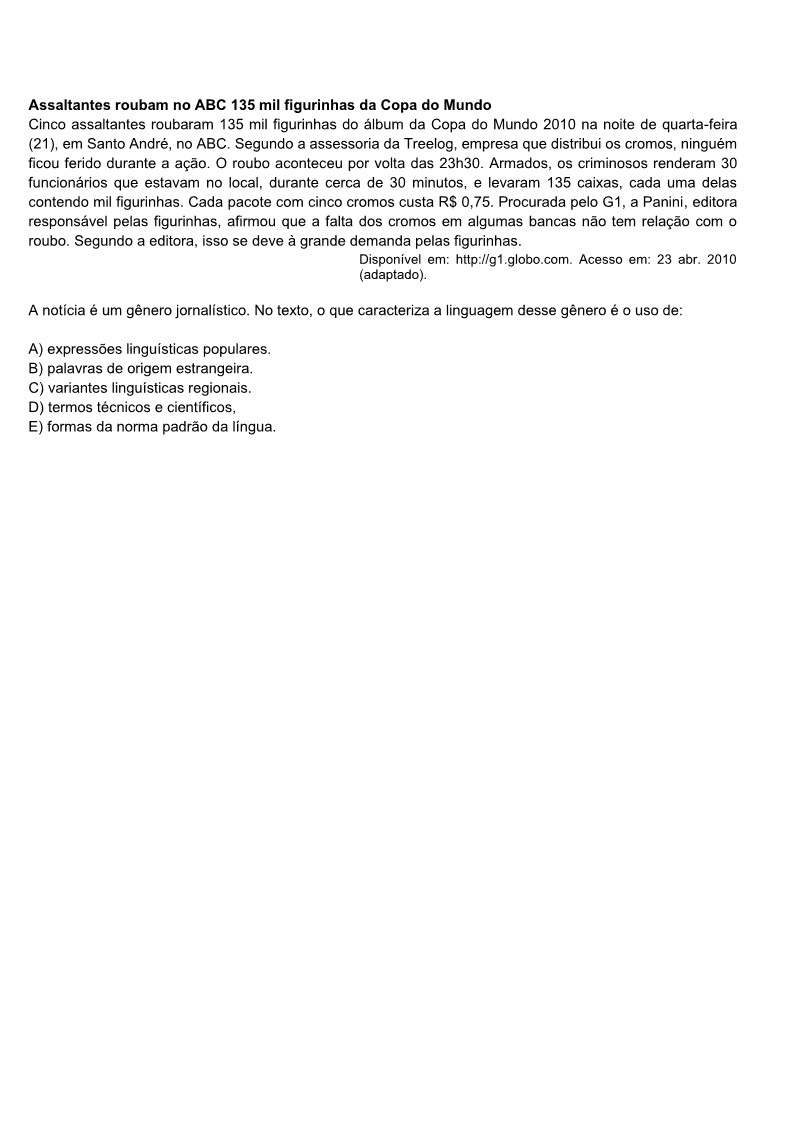 Assaltantes roubam no ABC 135 mil figurinhas da Copa do Mundo
Cinco assaltantes roubaram 135 mil figurinhas do álbum da Copa do Mundo 2010 na noite de quarta-feira
(21), em Santo André, no ABC. Segundo a assessoria da Treelog, empresa que distribui os cromos, ninguém
ficou ferido durante a ação. O roubo aconteceu por volta das 23h30. Armados, os criminosos renderam 30
funcionários que estavam no local, durante cerca de 30 minutos, e levaram 135 caixas, cada uma delas
contendo mil figurinhas. Cada pacote com cinco cromos custa R$ 0,75. Procurada pelo G1, a Panini, editora
responsável pelas figurinhas, afirmou que a falta dos cromos em algumas bancas não tem relação com o
roubo. Segundo a editora, isso se deve à grande demanda pelas figurinhas.
Disponível em: http://g1.globo.com. Acesso em: 23 abr. 2010
(adaptado).
A notícia é um gênero jornalístico. No texto, o que caracteriza a linguagem desse gênero é o uso de:
A) expressões linguísticas populares.
B) palavras de origem estrangeira.
C) variantes linguísticas regionais.
D) termos técnicos e científicos,
E) formas da norma padrão da língua.